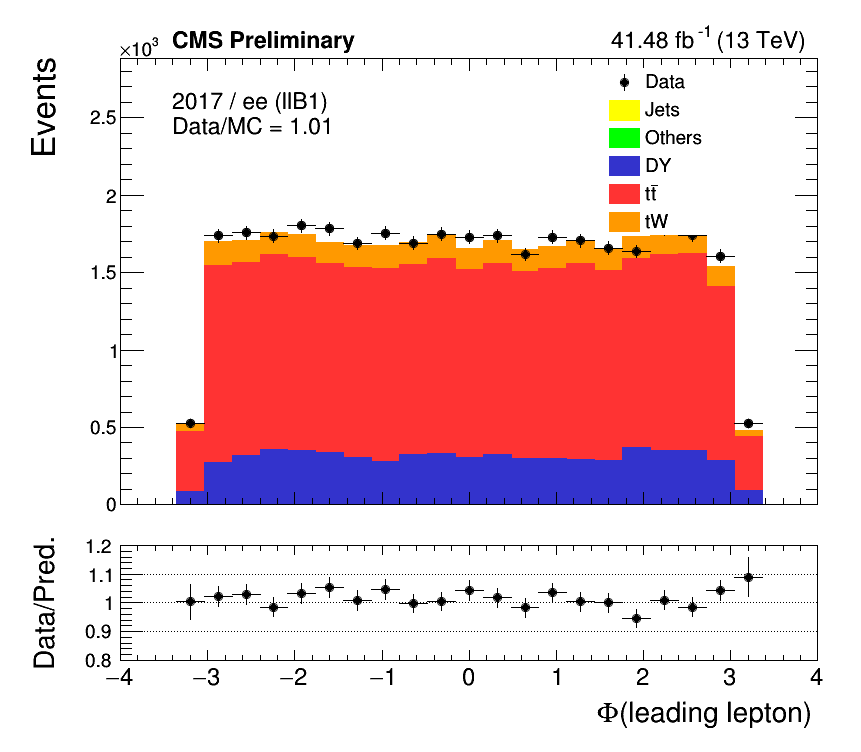 ×10³ CMS Preliminary 41.48 fb⁻¹ (13 TeV)
Events
2017 / ee (llB1)
Data/MC = 1.01
Data
Jets
Others
DY
tt̄
tW
2.5
2
1.5
1
0.5
0
Data/Pred.
1.2
1.1
1
0.9
0.8
−4 −3 −2 −1 0 1 2 3 4
Φ(leading lepton)